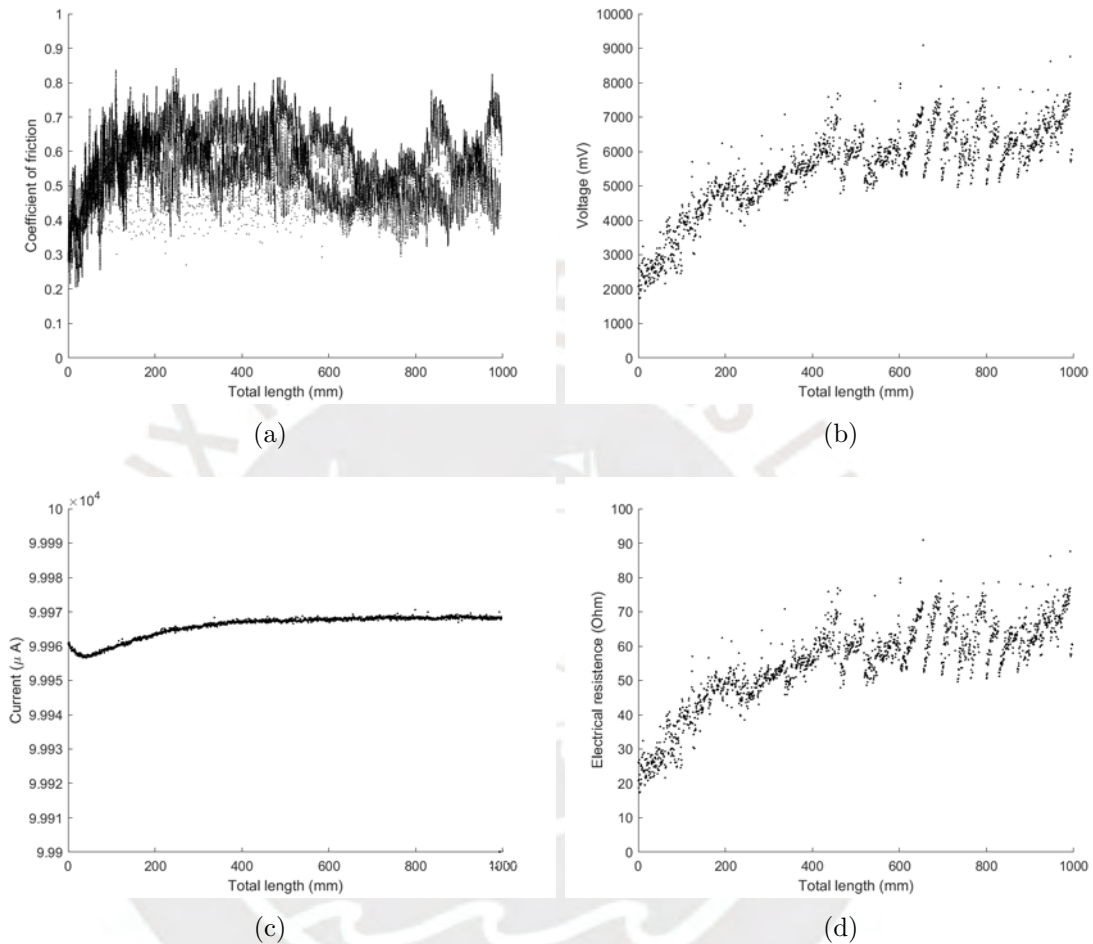 1
0.9
0.8
0.7
0.6
0.5
0.4
0.3
0.2
0.1
0
Coefficient of friction
0 200 400 600 800 1000
Total length (mm)
(a)
10000
9000
8000
7000
6000
5000
4000
3000
2000
1000
0
Voltage (mV)
0 200 400 600 800 1000
Total length (mm)
(b)
×10⁴
10
9.999
9.998
9.997
9.996
9.995
9.994
9.993
9.992
9.991
9.99
Current (μ A)
0 200 400 600 800
Total length (mm)
(c)
100
90
80
70
60
50
40
30
20
10
0
Electrical resistence (Ohm)
0 200 400 600 800 1000
Total length (mm)
(d)